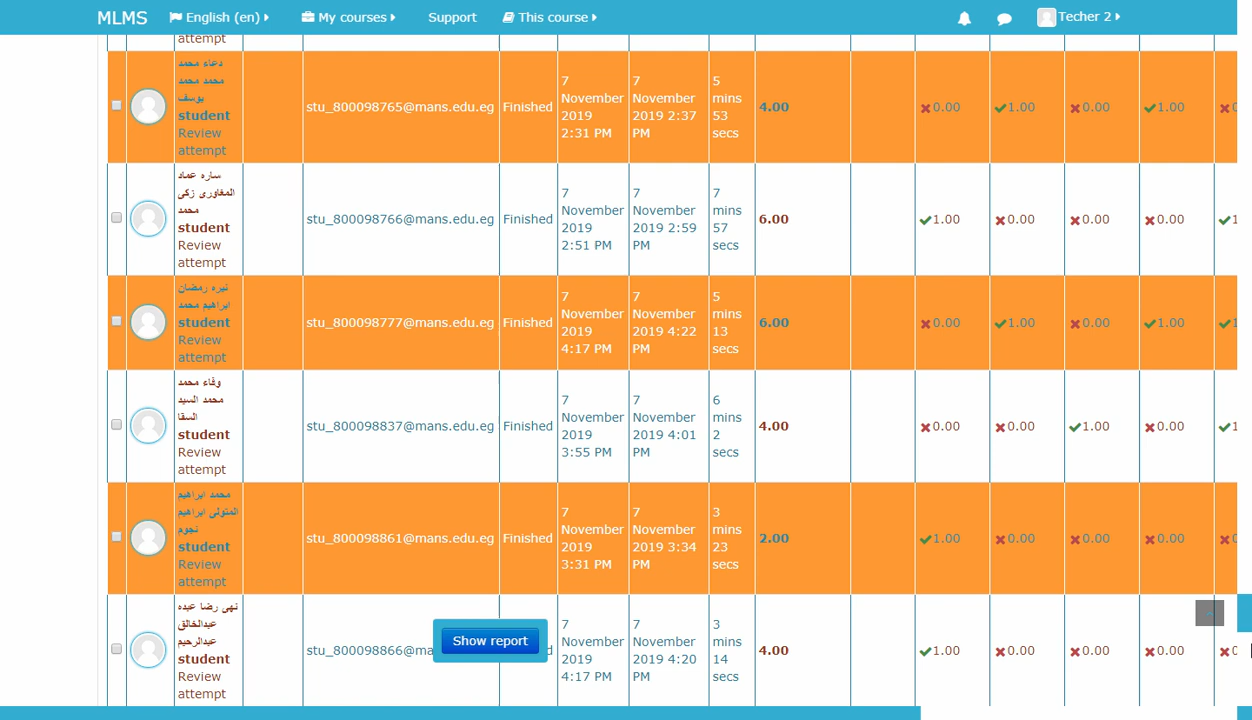 MLMS English (en) My courses Support This course Techer 2
attempt
دعاء محمد
محمد محمد
يوسف
student
Review
attempt
stu_800098765@mans.edu.eg
Finished
7
November
2019
2:31 PM
7
November
2019 2:37
PM
5
mins
53
secs
4.00
0.00
1.00
0.00
1.00
ساره عماد
المغاورى زكى
محمد
student
Review
attempt
stu_800098766@mans.edu.eg
Finished
7
November
2019
2:51 PM
7
November
2019 2:59
PM
7
mins
57
secs
6.00
1.00
0.00
0.00
0.00
1
نيره رمضان
ابراهيم محمد
student
Review
attempt
stu_800098777@mans.edu.eg
Finished
7
November
2019
4:17 PM
7
November
2019 4:22
PM
5
mins
13
secs
6.00
0.00
1.00
0.00
1.00
1
وفاء محمد
محمد السيد
السقا
student
Review
attempt
stu_800098837@mans.edu.eg
Finished
7
November
2019
3:55 PM
7
November
2019 4:01
PM
6
mins
2
secs
4.00
0.00
0.00
1.00
0.00
1
محمد ابراهيم
المتولى ابراهيم
نجوم
student
Review
attempt
stu_800098861@mans.edu.eg
Finished
7
November
2019
3:31 PM
7
November
2019 3:34
PM
3
mins
23
secs
2.00
1.00
0.00
0.00
0.00
نهى رضا عبده
عبدالخالق
عبدالرحيم
student
Review
attempt
stu_800098866@ma
Show report
7
November
2019
4:17 PM
7
November
2019 4:20
PM
3
mins
14
secs
4.00
1.00
0.00
0.00
0.00